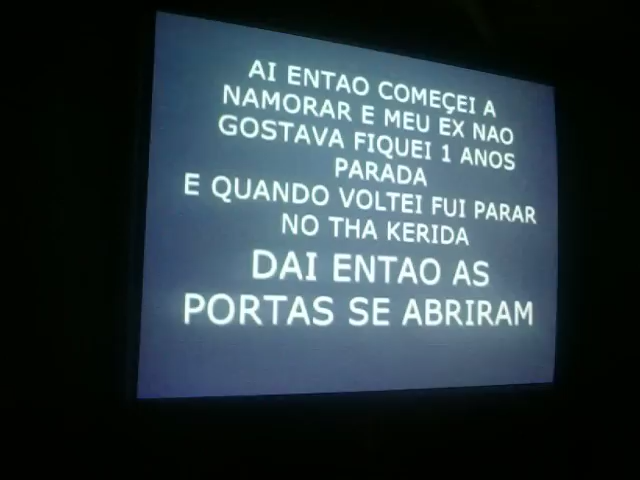 AI ENTAO COMEÇEI A
NAMORAR E MEU EX NAO
GOSTAVA FIQUEI 1 ANOS
PARADA
E QUANDO VOLTEI FUI PARAR
NO THA KERIDA
DAI ENTAO AS
PORTAS SE ABRIRAM